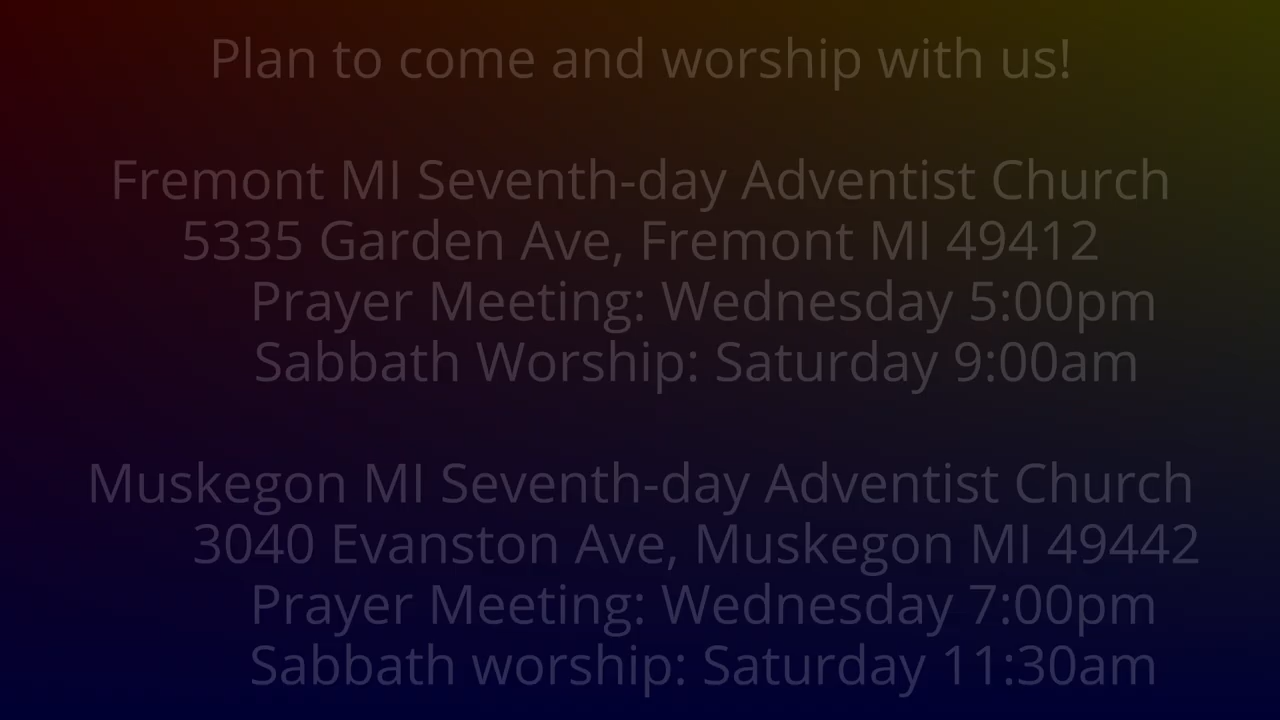 Plan to come and worship with us!
Fremont MI Seventh-day Adventist Church
5335 Garden Ave, Fremont MI 49412
Prayer Meeting: Wednesday 5:00pm
Sabbath Worship: Saturday 9:00am
Muskegon MI Seventh-day Adventist Church
3040 Evanston Ave, Muskegon MI 49442
Prayer Meeting: Wednesday 7:00pm
Sabbath worship: Saturday 11:30am